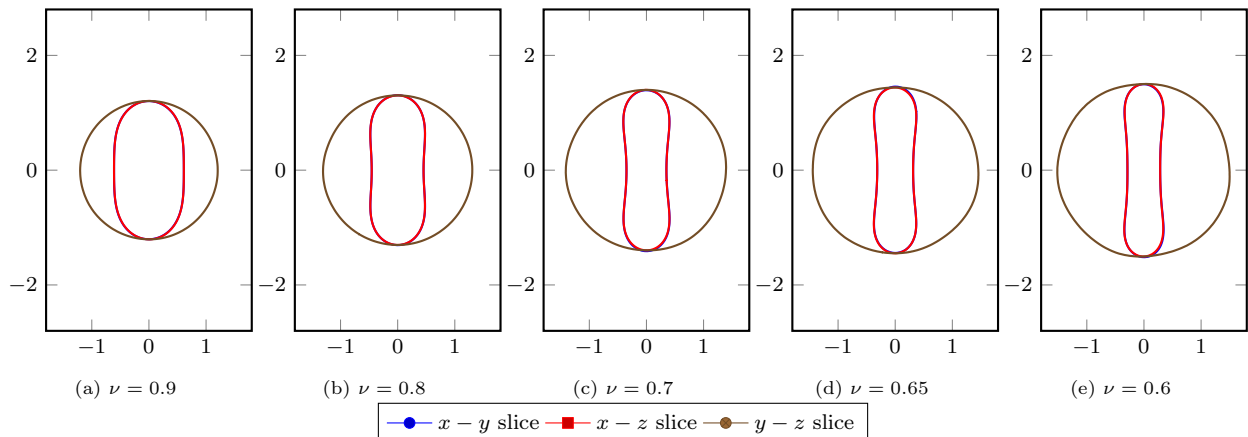 2
0
−2
−1 0 1
(a) ν = 0.9
2
0
−2
−1 0 1
(b) ν = 0.8
2
0
−2
−1 0 1
(c) ν = 0.7
2
0
−2
−1 0 1
(d) ν = 0.65
2
0
−2
−1 0 1
(e) ν = 0.6
x − y slice x − z slice y − z slice